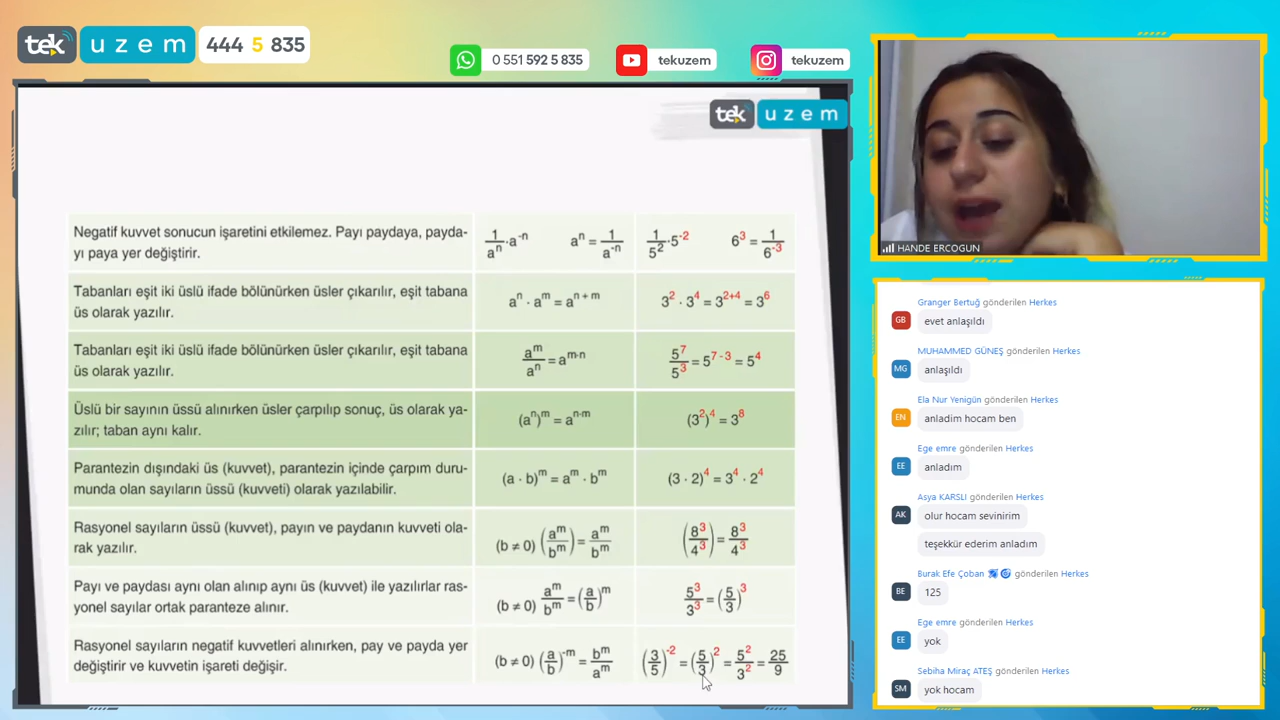 tek uzem 444 5 835
0 551 592 5 835 tekuzem tekuzem
tek uzem
Negatif kuvvet sonucun işaretini etkilemez. Payı paydaya, payda-
yı paya yer değiştirir.
1/aⁿ · a⁻ⁿ aⁿ = 1/a⁻ⁿ
1/5² · 5⁻² 6³ = 1/6⁻³
Tabanları eşit iki üslü ifade bölünürken üsler çıkarılır, eşit tabana
üs olarak yazılır.
aⁿ · aᵐ = aⁿ⁺ᵐ
3² · 3⁴ = 3²⁺⁴ = 3⁶
Tabanları eşit iki üslü ifade bölünürken üsler çıkarılır, eşit tabana
üs olarak yazılır.
aᵐ/aⁿ = aᵐ⁻ⁿ
5⁷/5³ = 5⁷⁻³ = 5⁴
Üslü bir sayının üssü alınırken üsler çarpılıp sonuç, üs olarak ya-
zılır; taban aynı kalır.
(aⁿ)ᵐ = aⁿ·ᵐ
(3²)⁴ = 3⁸
Parantezin dışındaki üs (kuvvet), parantezin içinde çarpım duru-
munda olan sayıların üssü (kuvveti) olarak yazılabilir.
(a · b)ᵐ = aᵐ · bᵐ
(3 · 2)⁴ = 3⁴ · 2⁴
Rasyonel sayıların üssü (kuvvet), payın ve paydanın kuvveti ola-
rak yazılır.
(b ≠ 0) (aᵐ/bᵐ) = aᵐ/bᵐ
(8³/4³) = 8³/4³
Payı ve paydası aynı olan alınıp aynı üs (kuvvet) ile yazılırlar ras-
yonel sayılar ortak paranteze alınır.
(b ≠ 0) aᵐ/bᵐ = (a/b)ᵐ
5³/3³ = (5/3)³
Rasyonel sayıların negatif kuvvetleri alınırken, pay ve payda yer
değiştirir ve kuvvetin işareti değişir.
(b ≠ 0) (a/b)⁻ᵐ = bᵐ/aᵐ
(3/5)⁻² = (5/3)² = 5²/3² = 25/9
HANDE ERCOGUN
Granger Bertuğ gönderilen Herkes
GB evet anlaşıldı
MUHAMMED GÜNEŞ gönderilen Herkes
MG anlaşıldı
Ela Nur Yenigün gönderilen Herkes
EN anladim hocam ben
Ege emre gönderilen Herkes
EE anladım
Asya KARSLI gönderilen Herkes
AK olur hocam sevinirim
teşekkür ederim anladım
Burak Efe Çoban gönderilen Herkes
BE 125
Ege emre gönderilen Herkes
EE yok
Sebiha Miraç ATEŞ gönderilen Herkes
SM yok hocam